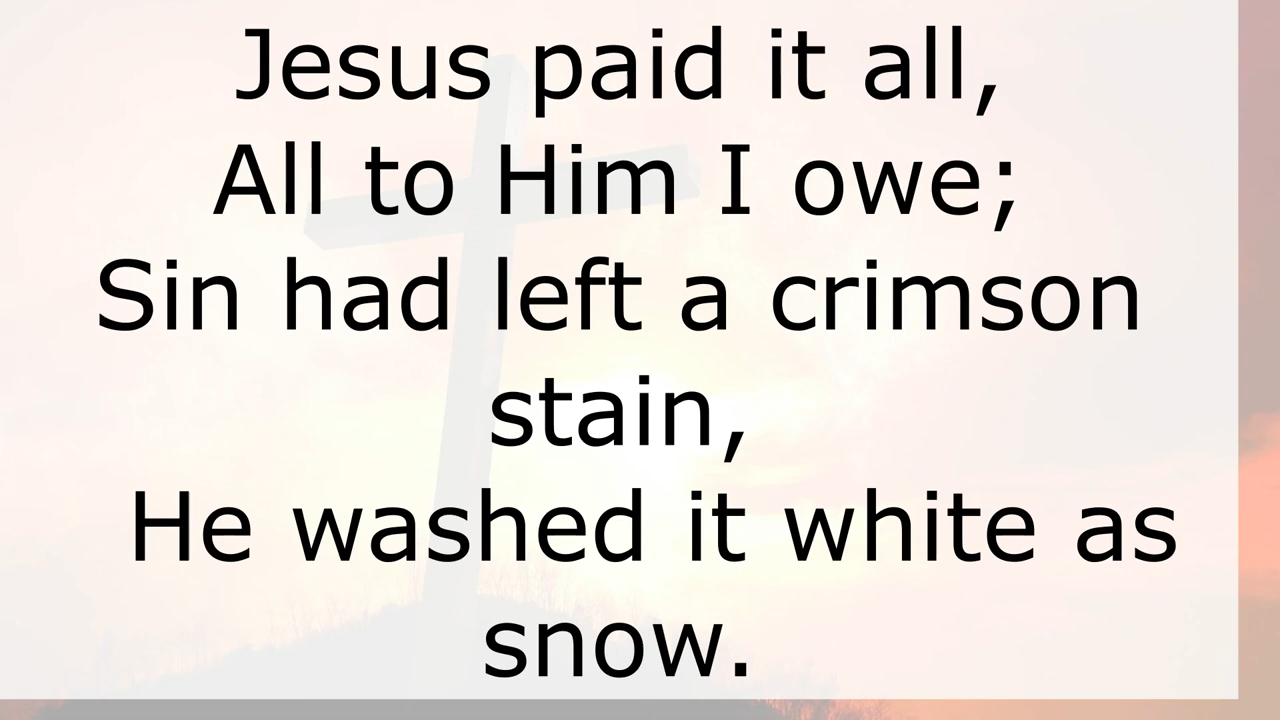 Jesus paid it all,
All to Him I owe;
Sin had left a crimson
stain,
He washed it white as
snow.